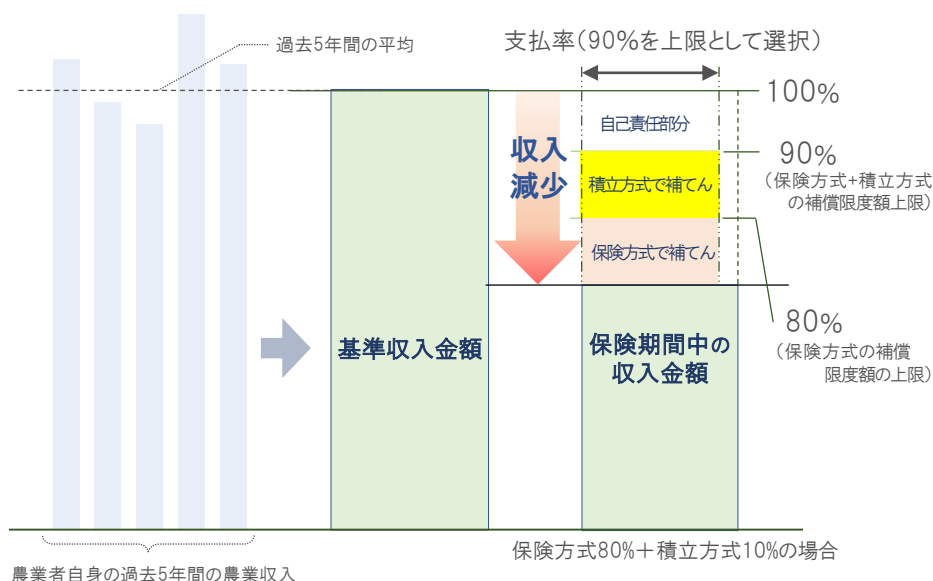 過去5年間の平均
支払率（90％を上限として選択）
100%
自己責任部分
収入
減少
90%
（保険方式+積立方式
の補償限度額上限）
積立方式で補てん
保険方式で補てん
80%
（保険方式の補償
限度額の上限）
基準収入金額
保険期間中の
収入金額
保険方式80%＋積立方式10%の場合
農業者自身の過去5年間の農業収入